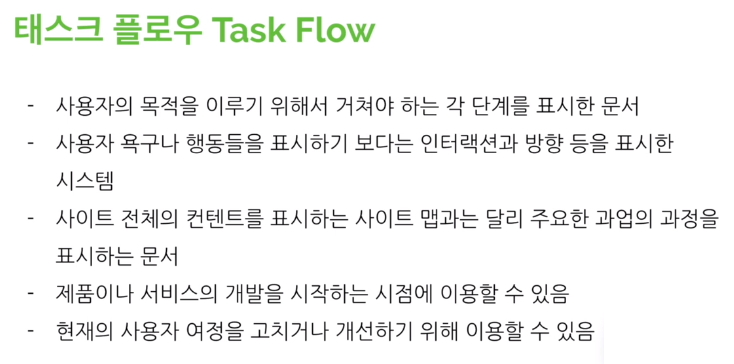 태스크 플로우 Task Flow
- 사용자의 목적을 이루기 위해서 거쳐야 하는 각 단계를 표시한 문서
- 사용자 욕구나 행동들을 표시하기 보다는 인터랙션과 방향 등을 표시한
시스템
- 사이트 전체의 컨텐트를 표시하는 사이트 맵과는 달리 주요한 과업의 과정을
표시하는 문서
- 제품이나 서비스의 개발을 시작하는 시점에 이용할 수 있음
- 현재의 사용자 여정을 고치거나 개선하기 위해 이용할 수 있음